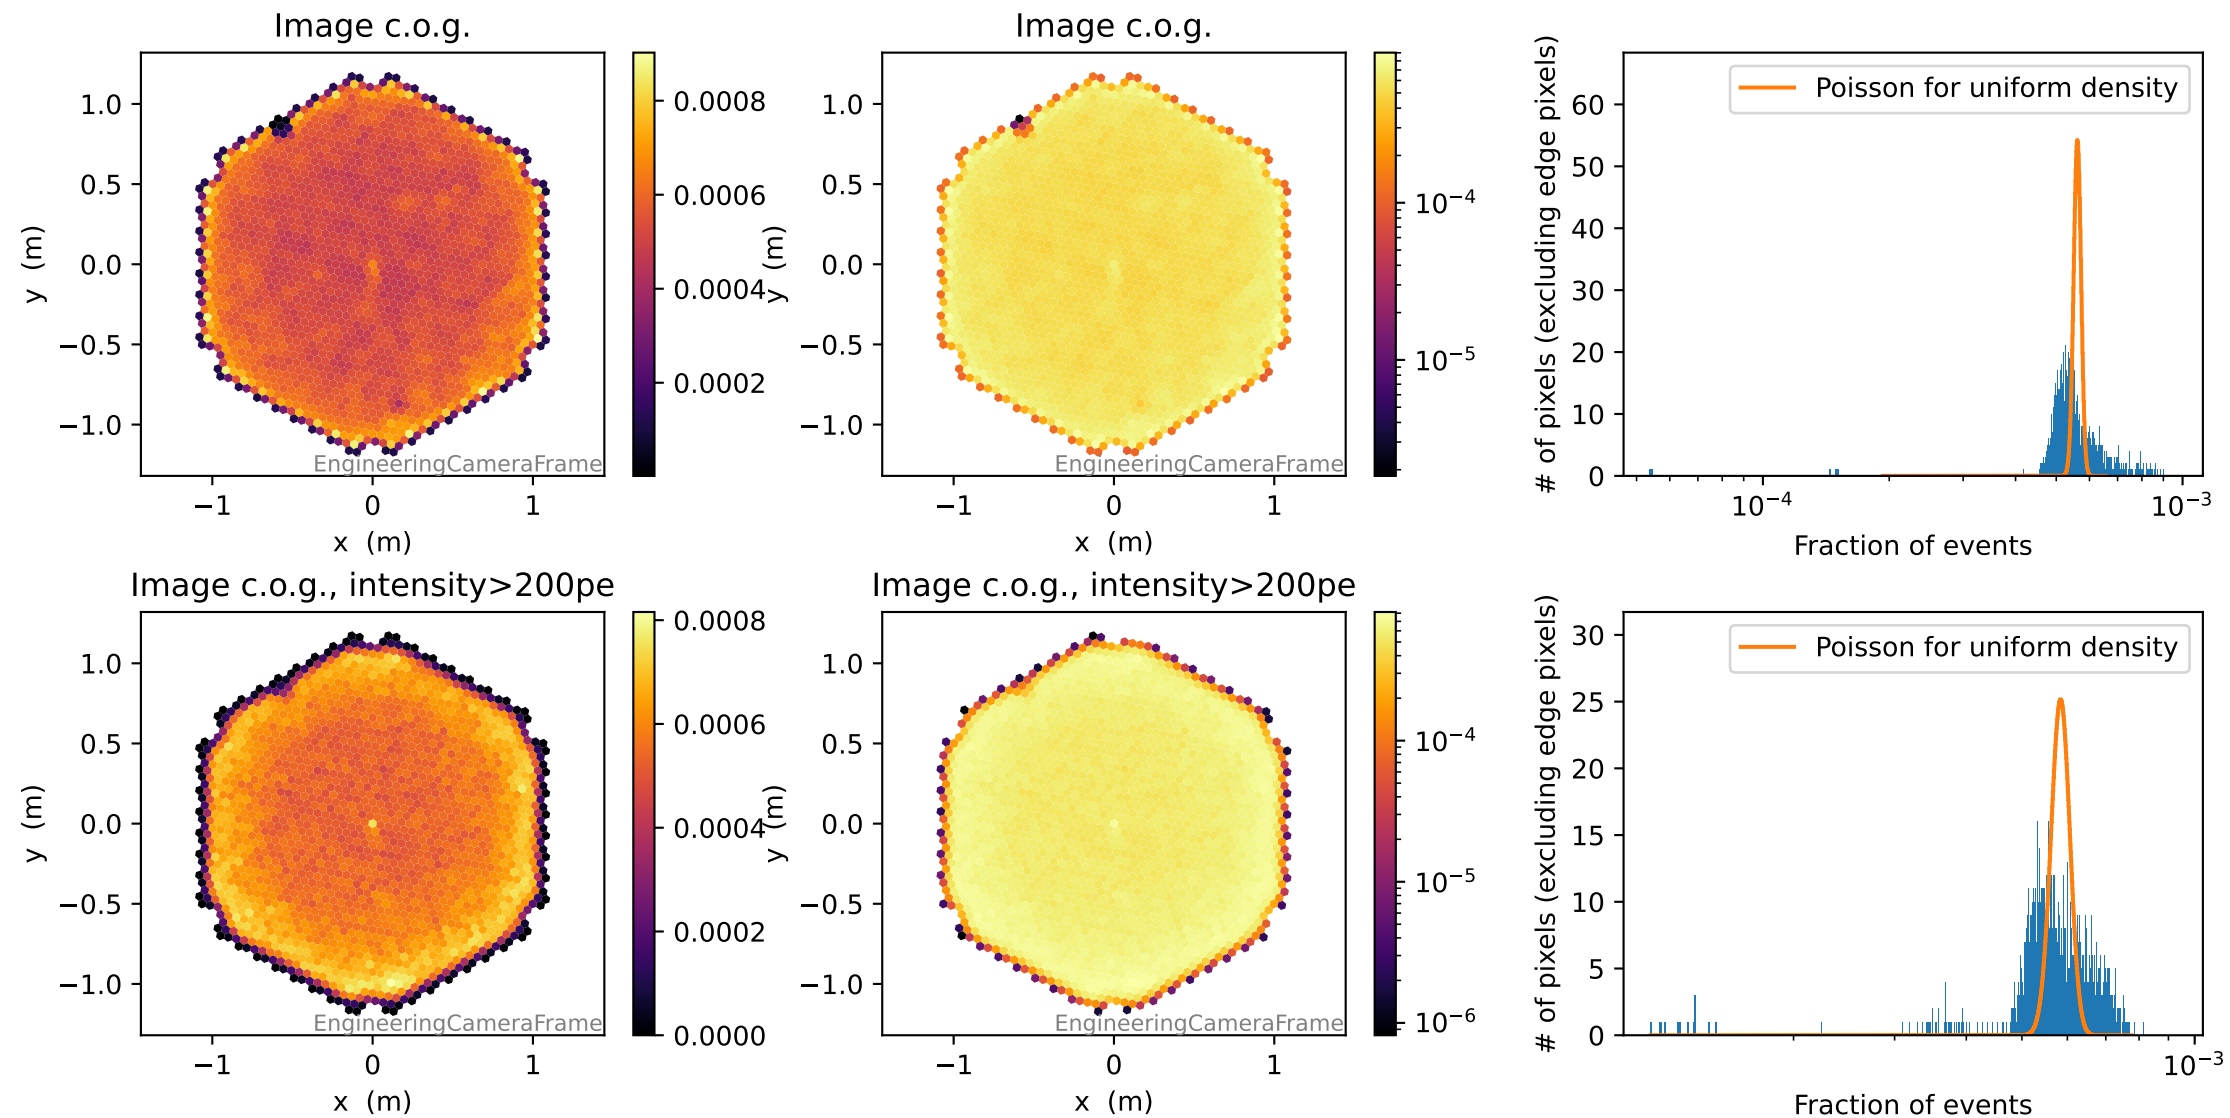 Image c.o.g.
1.0
0.5
0.0
−0.5
−1.0
y (m)
−1
0
1
x (m)
EngineeringCameraFrame
0.0008
0.0006
0.0004
0.0002
Image c.o.g.
1.0
0.5
0.0
−0.5
−1.0
y (m)
−1
0
1
x (m)
EngineeringCameraFrame
10⁻⁴
10⁻⁵
Poisson for uniform density
# of pixels (excluding edge pixels)
60
50
40
30
20
10
0
10⁻⁴
10⁻³
Fraction of events
Image c.o.g., intensity>200pe
1.0
0.5
0.0
−0.5
−1.0
y (m)
−1
0
1
x (m)
EngineeringCameraFrame
0.0008
0.0006
0.0004
0.0002
0.0000
Image c.o.g., intensity>200pe
1.0
0.5
0.0
−0.5
−1.0
y (m)
−1
0
1
x (m)
EngineeringCameraFrame
10⁻⁴
10⁻⁵
10⁻⁶
Poisson for uniform density
# of pixels (excluding edge pixels)
30
25
20
15
10
5
0
10⁻³
Fraction of events